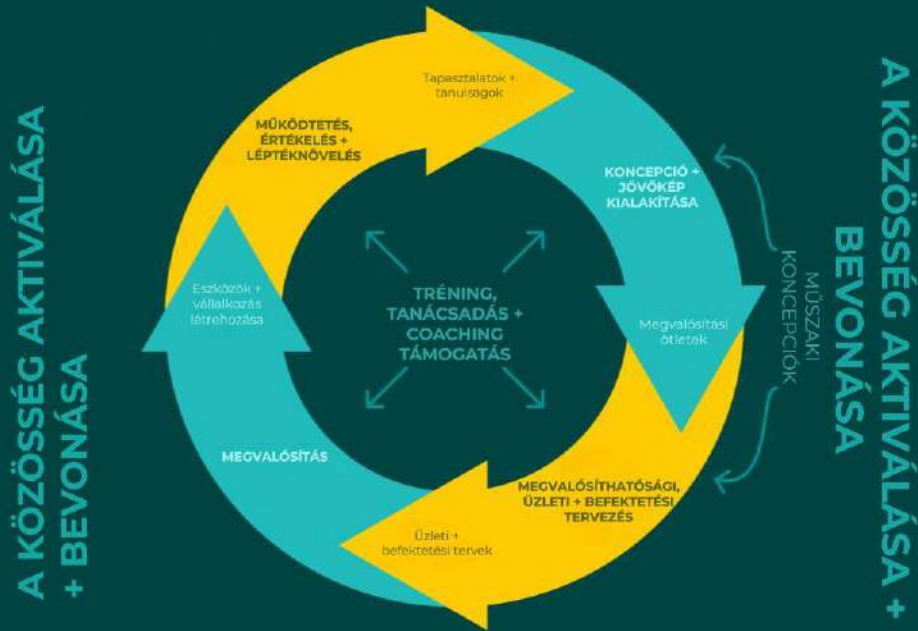 A KÖZÖSSÉG AKTIVÁLÁSA
+ BEVONÁSA
Tapasztalatok +
tanulságok
MŰKÖDTETÉS,
ÉRTÉKELÉS +
LÉPTÉKNÖVELÉS
KONCEPCIÓ +
JÖVŐKÉP
KIALAKÍTÁSA
Eszközök +
vállalkozás
létrehozása
TRÉNING,
TANÁCSADÁS +
COACHING
TÁMOGATÁS
Megvalósítási
ötletek
MŰSZAKI
KONCEPCIÓK
MEGVALÓSÍTÁS
MEGVALÓSÍTHATÓSÁGI,
ÜZLETI + BEFEKTETÉSI
TERVEZÉS
Üzleti +
befektetési tervek
A KÖZÖSSÉG AKTIVÁLÁSA +
BEVONÁSA